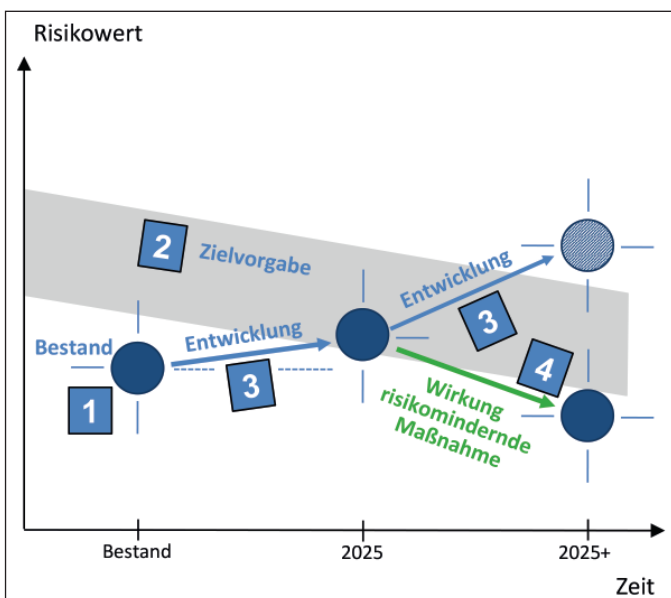 Risikowert
2
Zielvorgabe
Entwicklung
Bestand
Entwicklung
3
3
4
1
Wirkung
risikomindernde
Maßnahme
Bestand
2025
2025+
Zeit